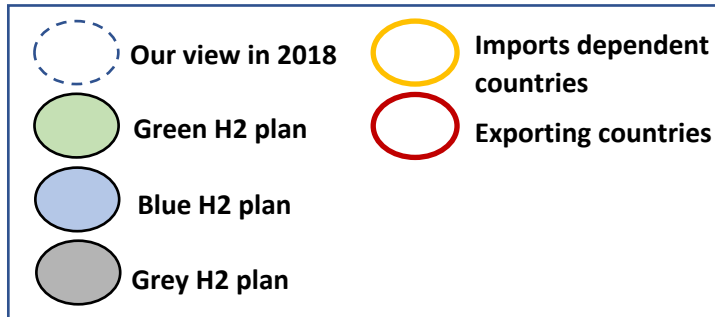 Our view in 2018
Green H2 plan
Blue H2 plan
Grey H2 plan
Imports dependent
countries
Exporting countries